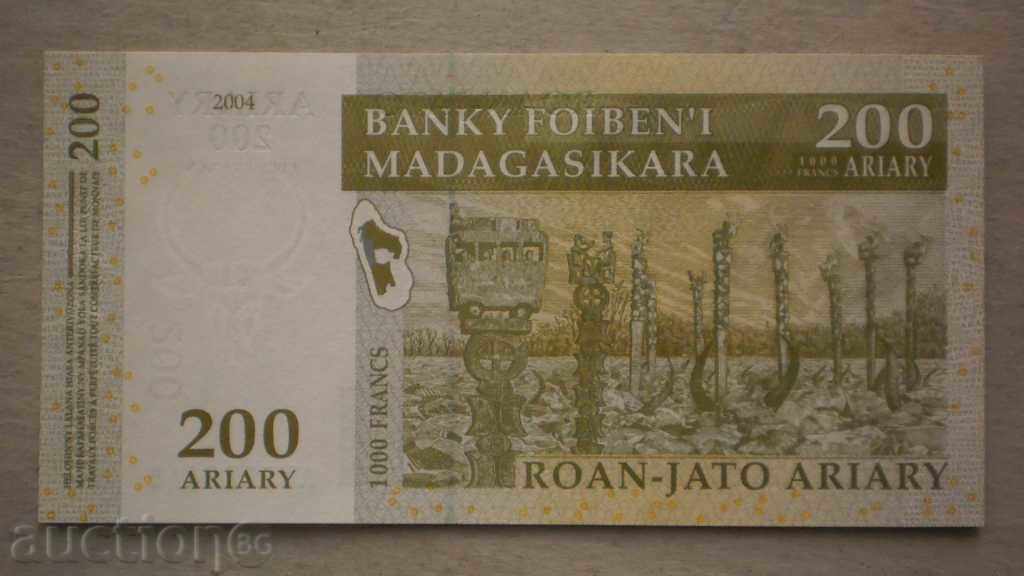 200
2004
BANKY FOIBEN'I
MADAGASIKARA
200
1000
FRANCS
ARIARY
1000 FRANCS
200
ARIARY
ROAN-JATO ARIARY
auction BG